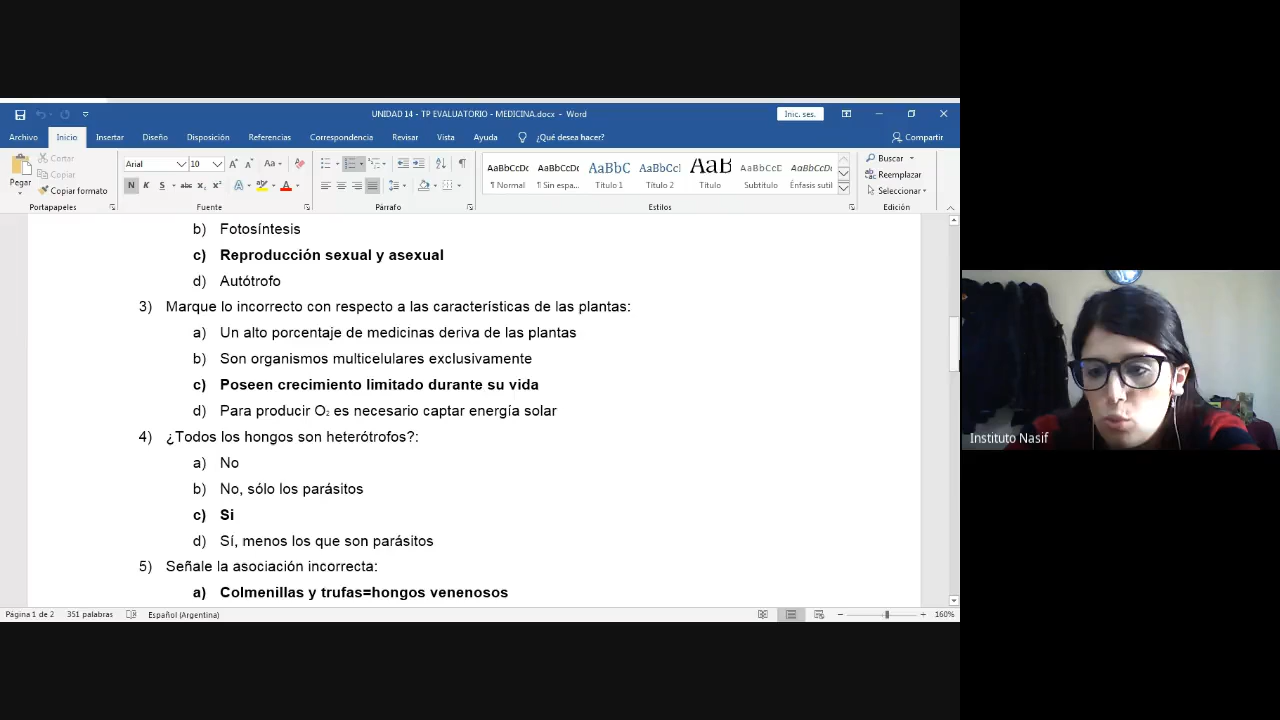 UNIDAD 14 - TP EVALUATORIO - MEDICINA.docx - Word
Inic. ses.
Archivo Inicio Insertar Diseño Disposición Referencias Correspondencia Revisar Vista Ayuda ¿Qué desea hacer? Compartir
Pegar
Cortar
Copiar
Copiar formato
Portapapeles
Arial 10
Aa
N K S abc x₂ x²
Fuente
Párrafo
AaBbCcDc AaBbCcDc AaBbC AaBbCcI AaB AaBbCcD AaBbCcD
¶ Normal ¶ Sin espa... Título 1 Título 2 Título Subtítulo Énfasis sutil
Estilos
Buscar
Reemplazar
Seleccionar
Edición
b) Fotosíntesis
c) Reproducción sexual y asexual
d) Autótrofo
3) Marque lo incorrecto con respecto a las características de las plantas:
a) Un alto porcentaje de medicinas deriva de las plantas
b) Son organismos multicelulares exclusivamente
c) Poseen crecimiento limitado durante su vida
d) Para producir O₂ es necesario captar energía solar
4) ¿Todos los hongos son heterótrofos?:
a) No
b) No, sólo los parásitos
c) Si
d) Sí, menos los que son parásitos
5) Señale la asociación incorrecta:
a) Colmenillas y trufas=hongos venenosos
Página 1 de 2 351 palabras Español (Argentina) 160%
Instituto Nasif